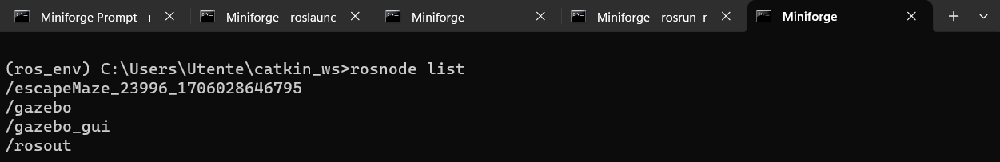 Miniforge Prompt - r
Miniforge - roslaunc
Miniforge
Miniforge - rosrun r
Miniforge
(ros_env) C:\Users\Utente\catkin_ws>rosnode list
/escapeMaze_23996_1706028646795
/gazebo
/gazebo_gui
/rosout